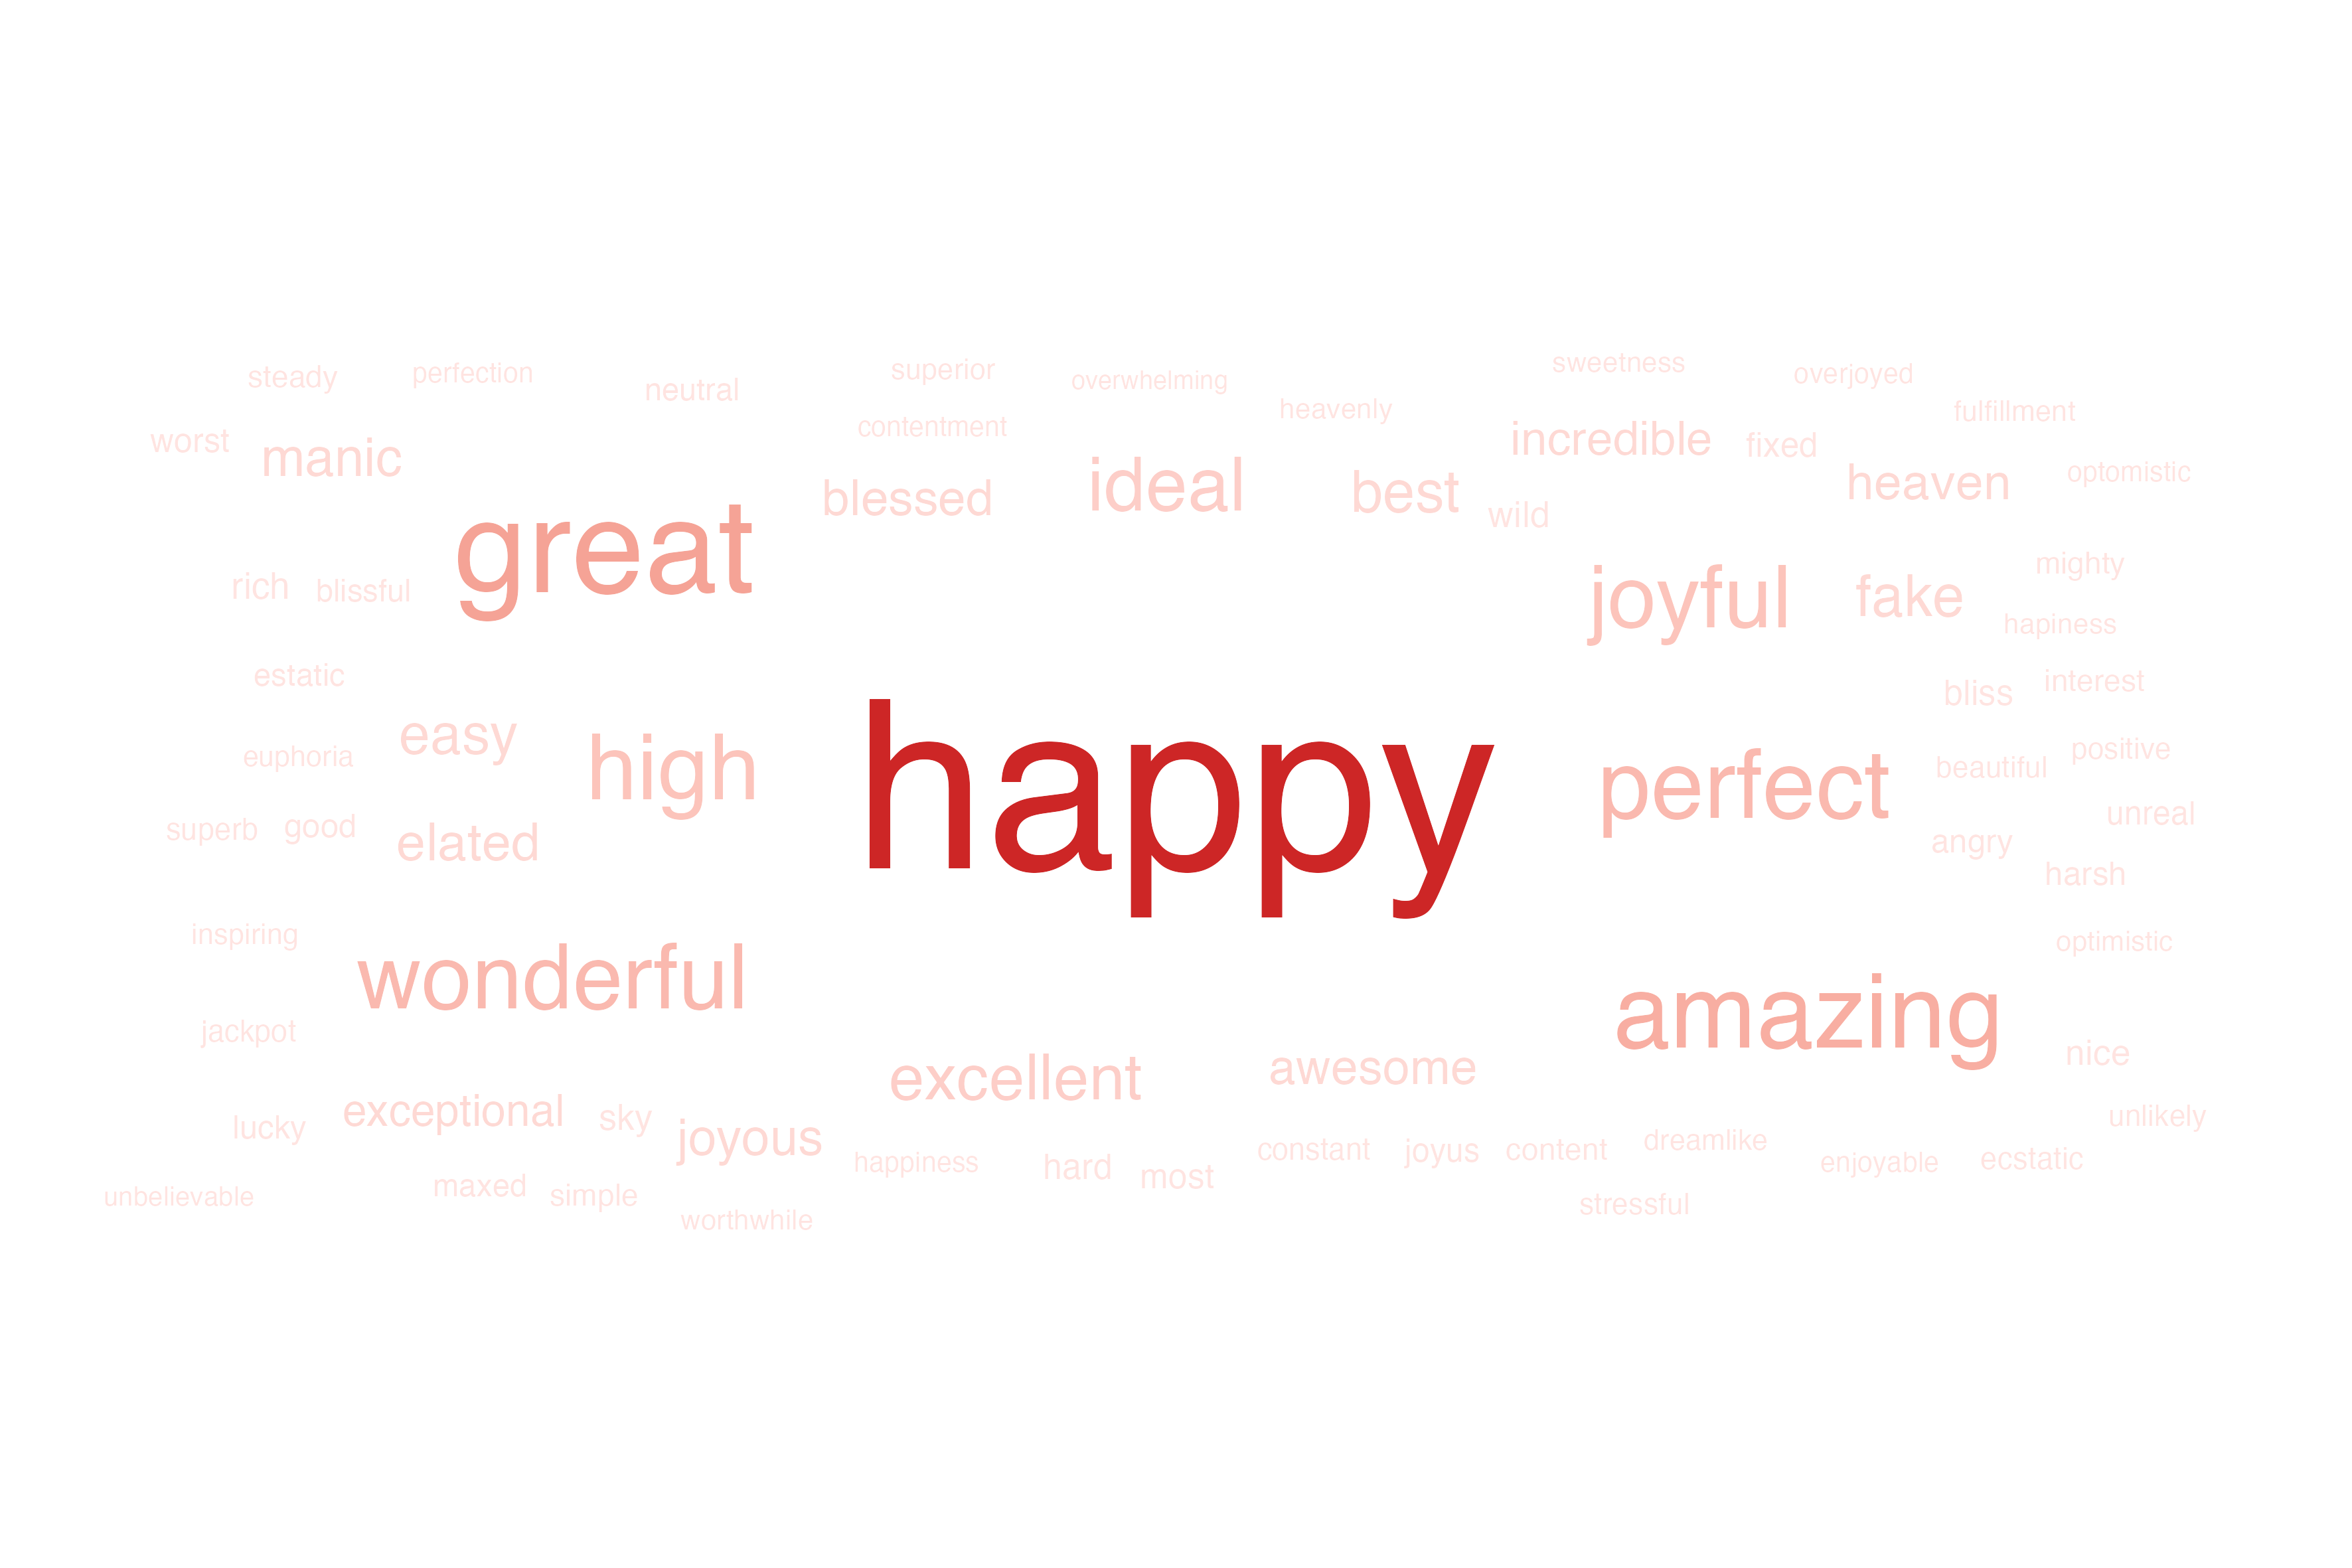 steady
perfection
neutral
superior
overwhelming
sweetness
overjoyed
contentment
heavenly
fulfillment
worst
manic
incredible
fixed
blessed
ideal
best
wild
heaven
optomistic
great
rich
blissful
joyful
fake
mighty
hapiness
estatic
bliss
interest
easy
high
happy
perfect
euphoria
beautiful
positive
superb
good
elated
unreal
angry
harsh
inspiring
wonderful
optimistic
jackpot
amazing
excellent
awesome
nice
lucky
exceptional
sky
joyous
happiness
hard
most
constant
joyus
content
dreamlike
enjoyable
ecstatic
unlikely
unbelievable
maxed
simple
worthwhile
stressful